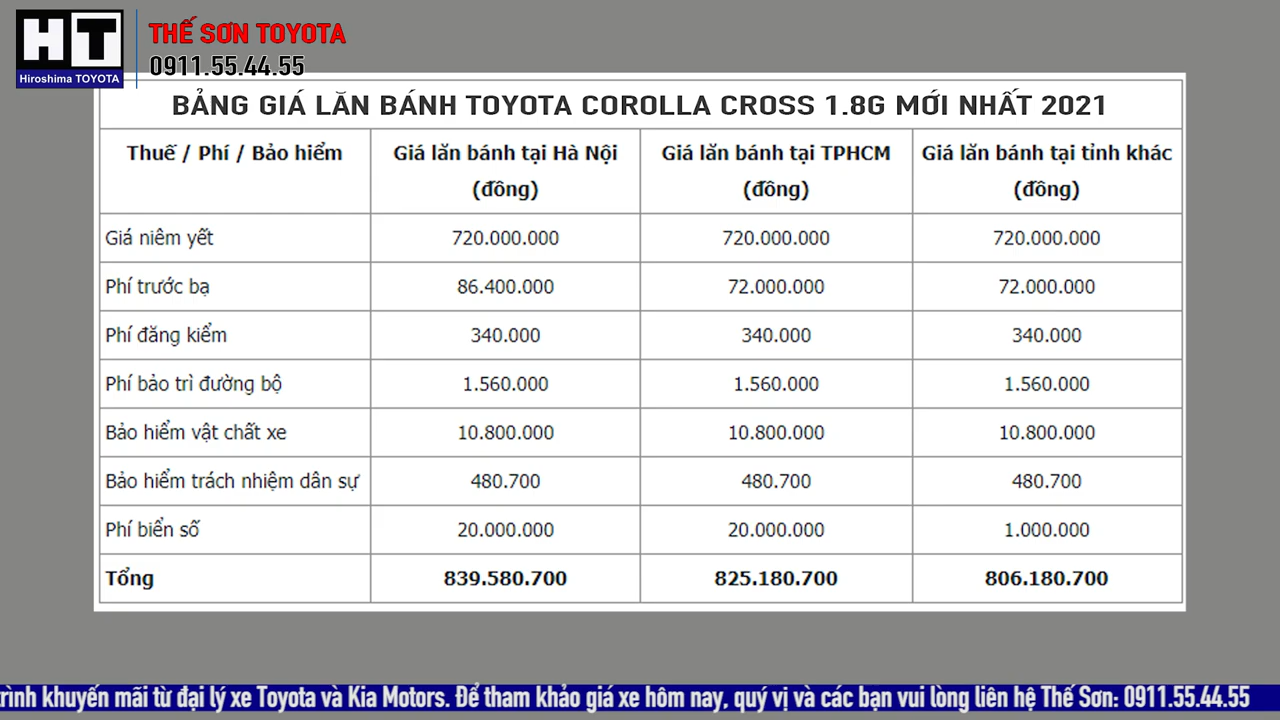 HT
Hiroshima TOYOTA
THẾ SƠN TOYOTA
0911.55.44.55
BẢNG GIÁ LĂN BÁNH TOYOTA COROLLA CROSS 1.8G MỚI NHẤT 2021
Thuế / Phí / Bảo hiểm Giá lăn bánh tại Hà Nội (đồng) Giá lăn bánh tại TPHCM (đồng) Giá lăn bánh tại tỉnh khác (đồng)
Giá niêm yết 720.000.000 720.000.000 720.000.000
Phí trước bạ 86.400.000 72.000.000 72.000.000
Phí đăng kiểm 340.000 340.000 340.000
Phí bảo trì đường bộ 1.560.000 1.560.000 1.560.000
Bảo hiểm vật chất xe 10.800.000 10.800.000 10.800.000
Bảo hiểm trách nhiệm dân sự 480.700 480.700 480.700
Phí biển số 20.000.000 20.000.000 1.000.000
Tổng 839.580.700 825.180.700 806.180.700
trình khuyến mãi từ đại lý xe Toyota và Kia Motors. Để tham khảo giá xe hôm nay, quý vị và các bạn vui lòng liên hệ Thế Sơn: 0911.55.44.55